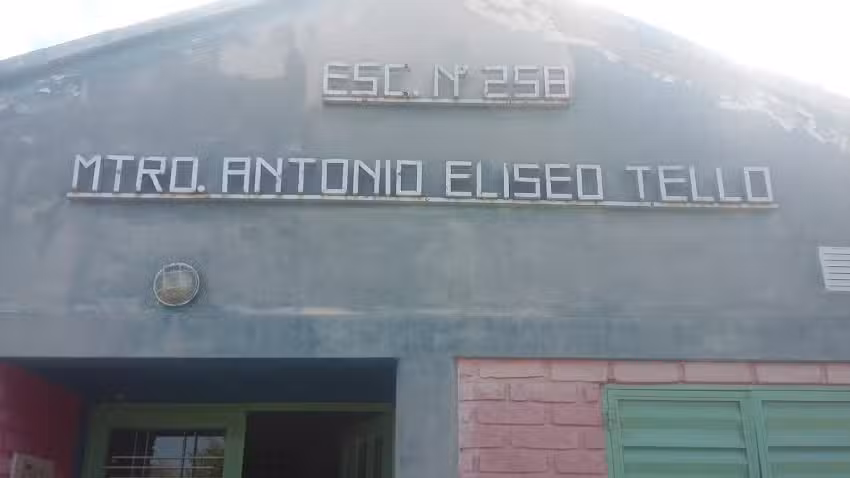 ESC. Nº 258
MTRO. ANTONIO ELISEO TELLO